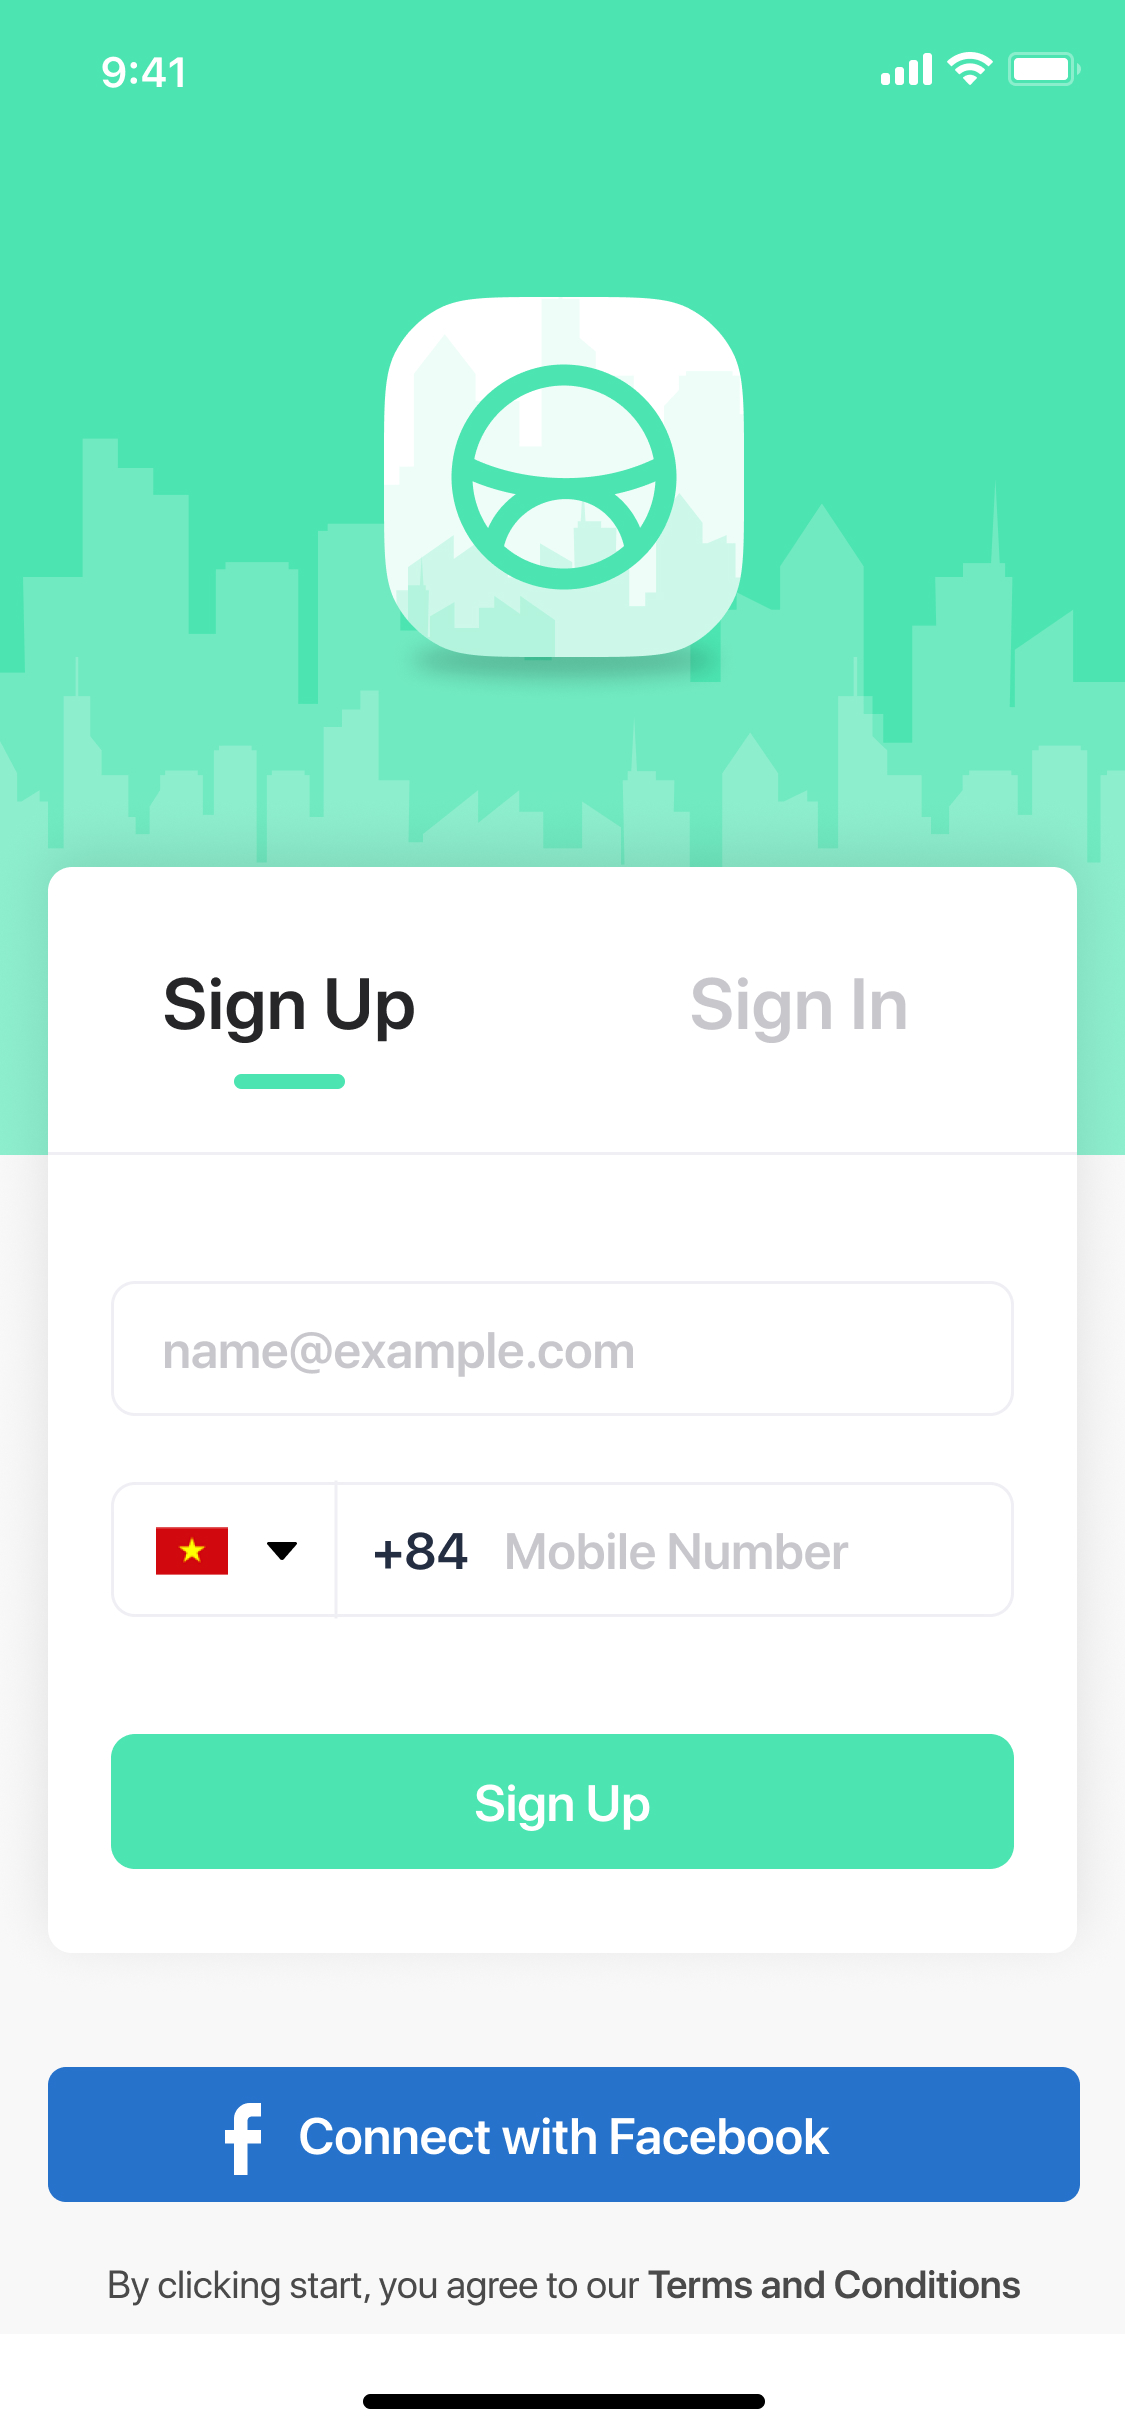 9:41
Sign Up
Sign In
name@example.com
+84 Mobile Number
Sign Up
Connect with Facebook
By clicking start, you agree to our Terms and Conditions